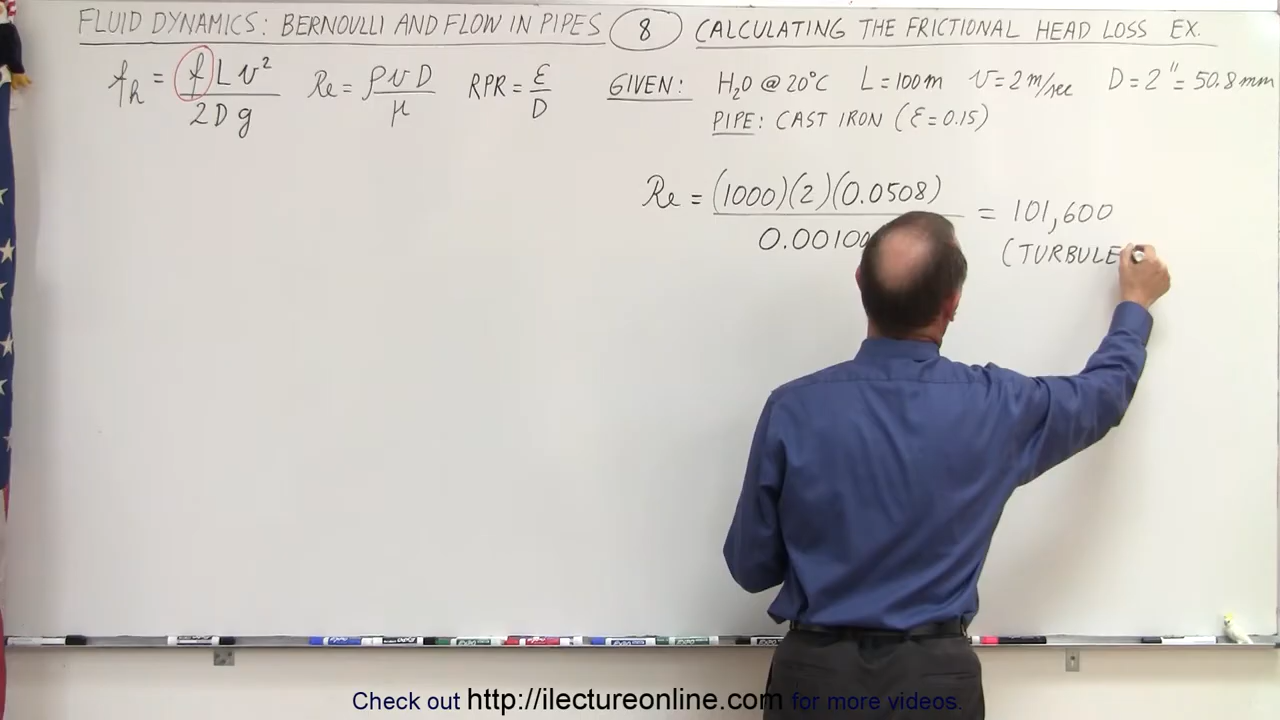 FLUID DYNAMICS: BERNOULLI AND FLOW IN PIPES 8 CALCULATING THE FRICTIONAL HEAD LOSS EX.
f_h = f L v² / 2 D g Re = ρ v D / μ RPR = ε / D GIVEN: H₂O @ 20°C L = 100 m v = 2 m/sec D = 2" = 50.8 mm
PIPE: CAST IRON (ε = 0.15)
Re = (1000)(2)(0.0508) / 0.00100 = 101,600
(TURBULE
Check out http://ilectureonline.com for more videos.